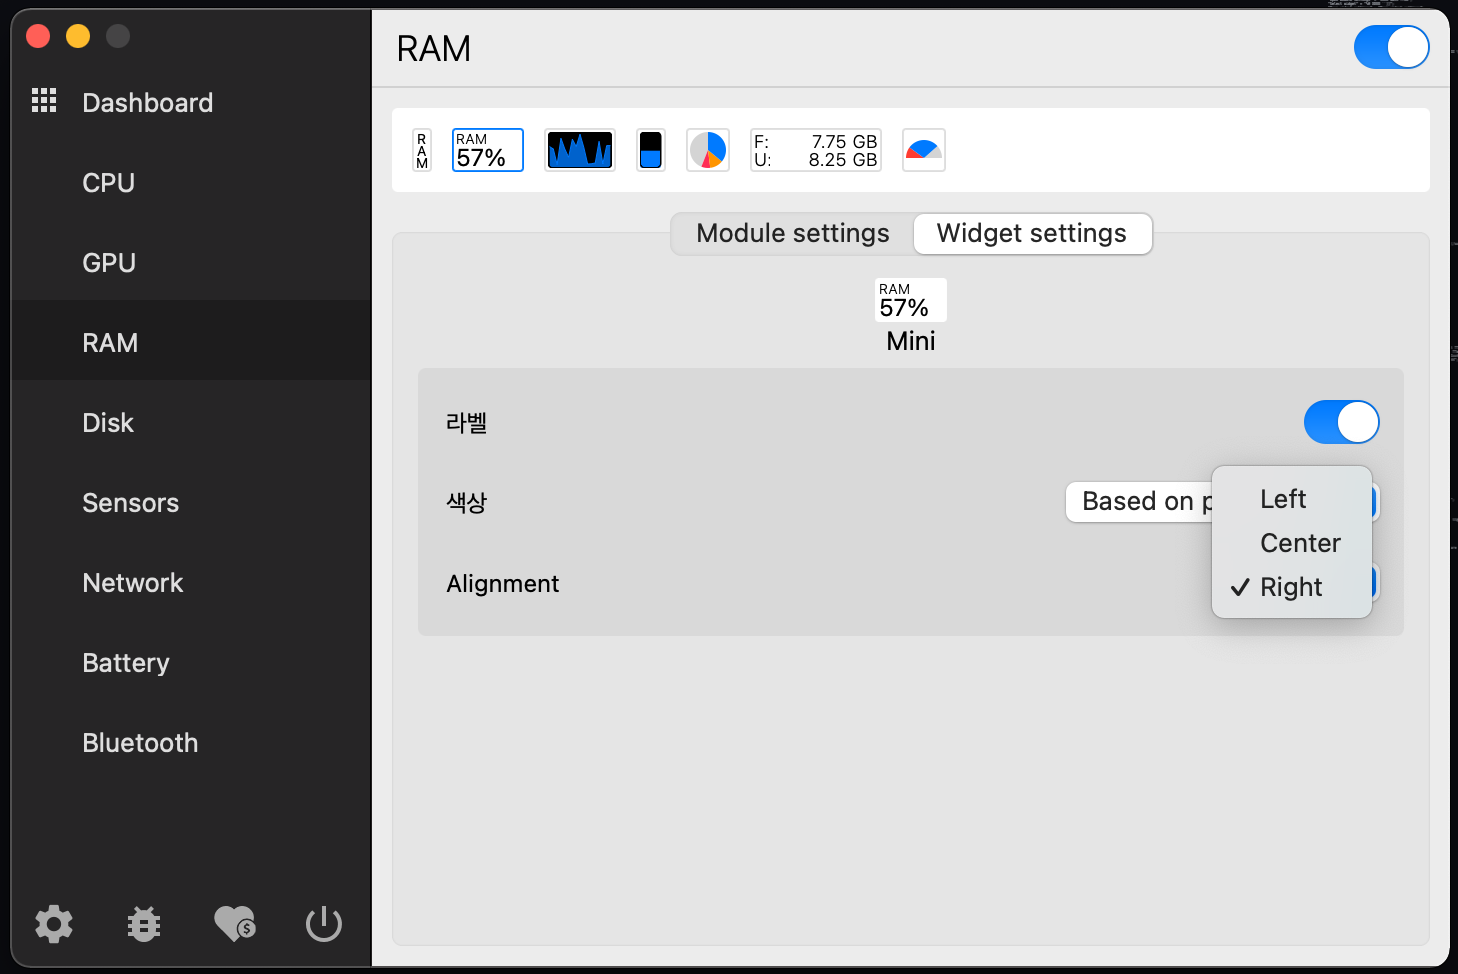 RAM
Dashboard
CPU
GPU
RAM
Disk
Sensors
Network
Battery
Bluetooth
RAM
RAM
57%
F: 7.75 GB
U: 8.25 GB
Module settings
Widget settings
RAM
57%
Mini
라벨
색상
Based on
Alignment
Left
Center
✓ Right
$